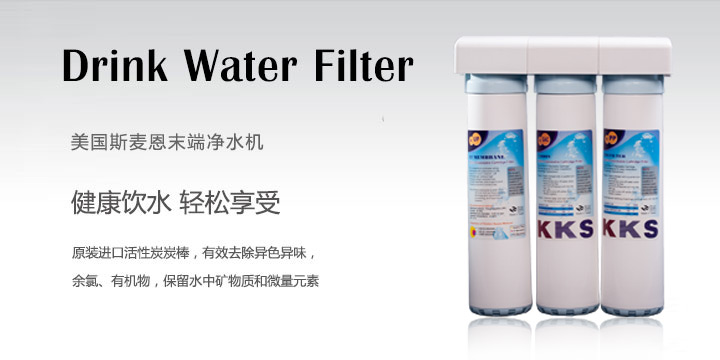 Drink Water Filter
美国斯麦恩末端净水机
健康饮水 轻松享受
原装进口活性炭炭棒，有效去除异色异味，
余氯、有机物，保留水中矿物质和微量元素
MEMBRANE
KKS
KKS
KKS